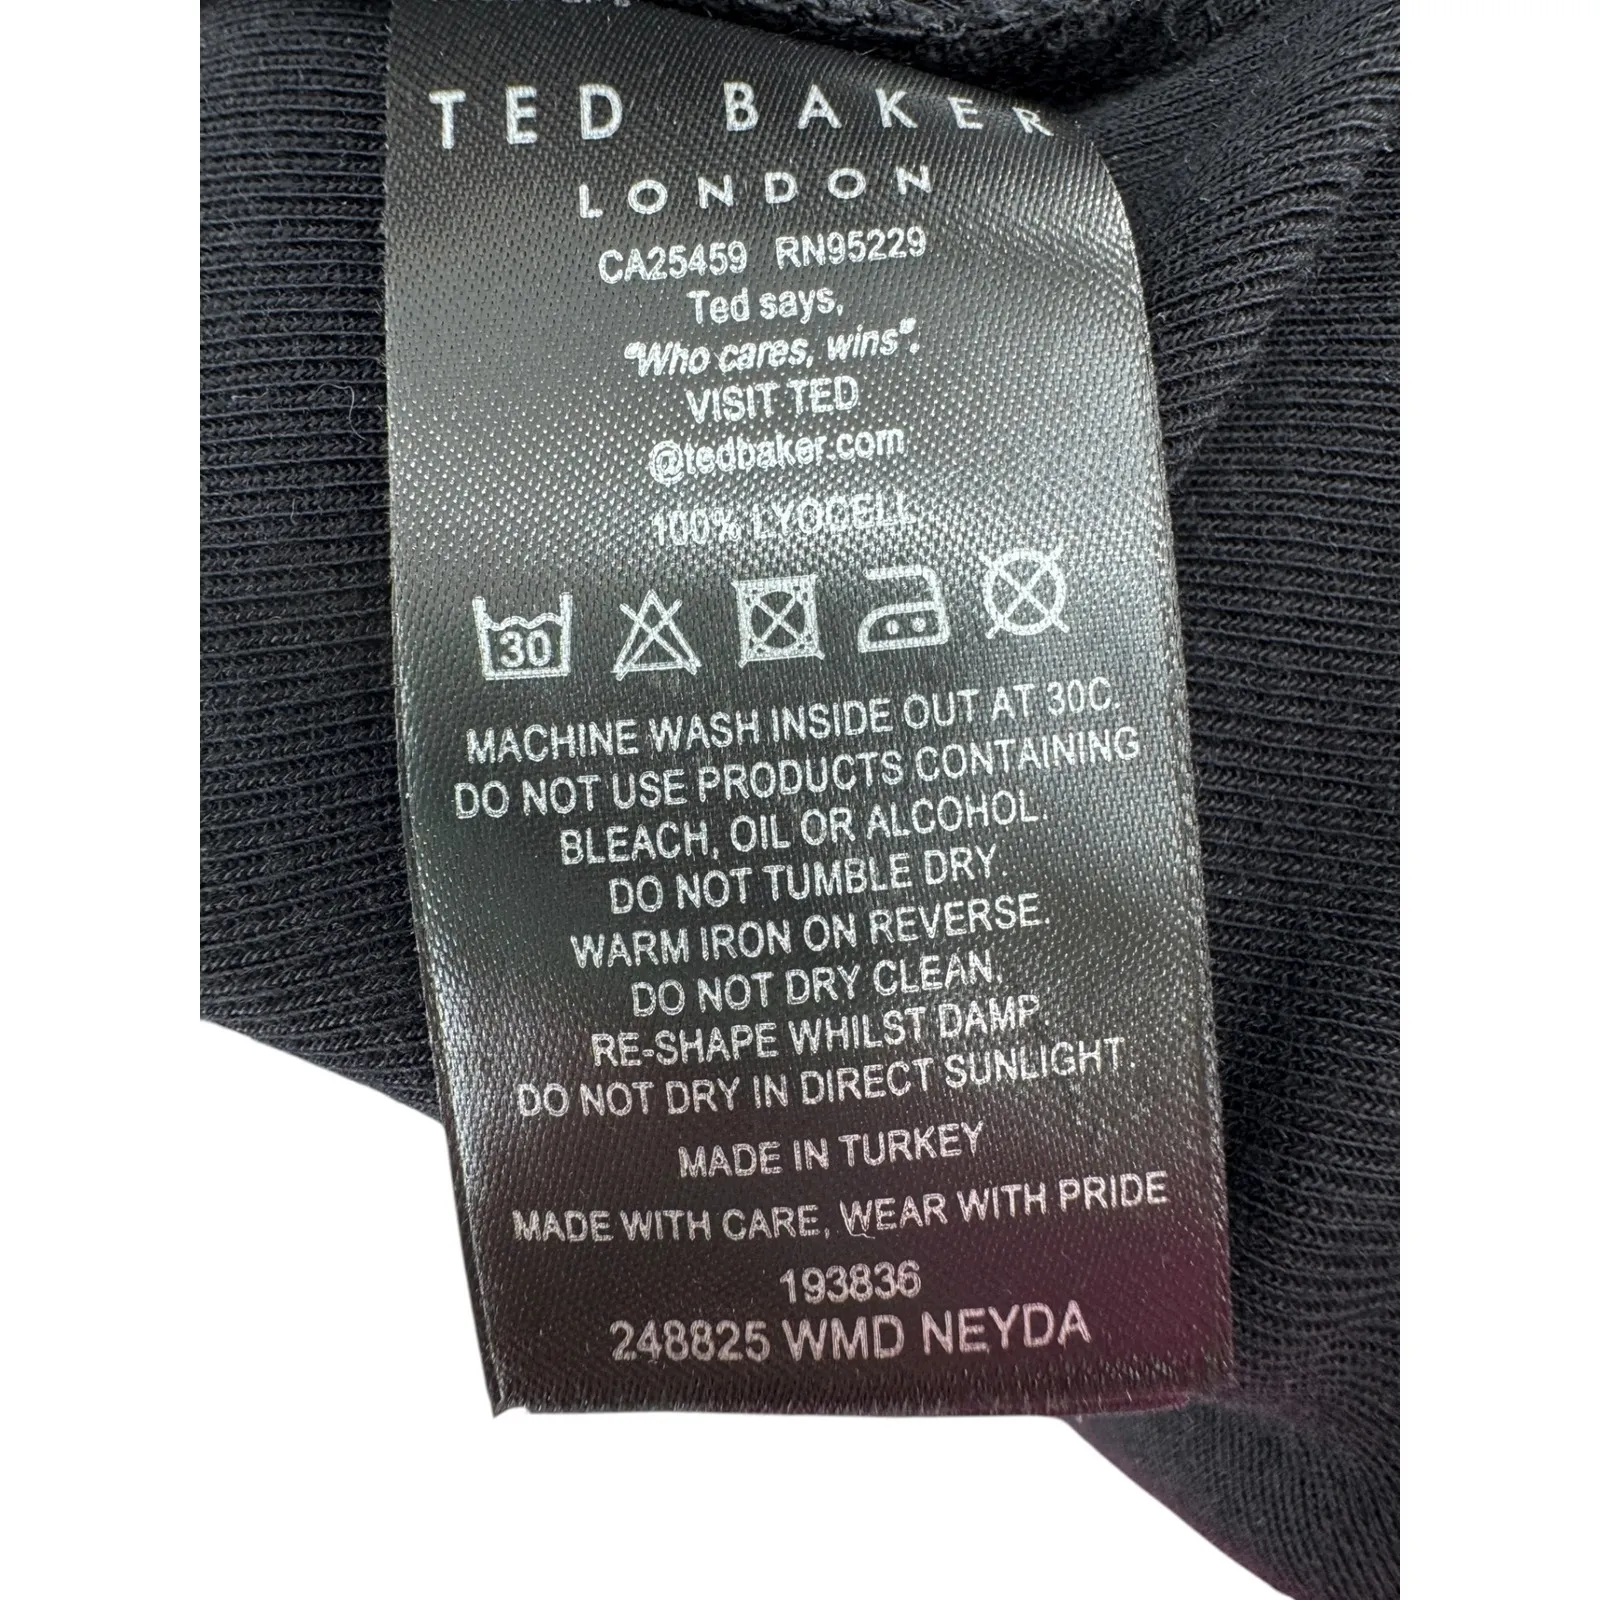 TED BAKER
LONDON
CA25459 RN95229
Ted says,
"Who cares, wins".
VISIT TED
@tedbaker.com
100% LYOCELL
30
MACHINE WASH INSIDE OUT AT 30C.
DO NOT USE PRODUCTS CONTAINING
BLEACH, OIL OR ALCOHOL.
DO NOT TUMBLE DRY.
WARM IRON ON REVERSE.
DO NOT DRY CLEAN.
RE-SHAPE WHILST DAMP.
DO NOT DRY IN DIRECT SUNLIGHT.
MADE IN TURKEY
MADE WITH CARE, WEAR WITH PRIDE
193836
248825 WMD NEYDA